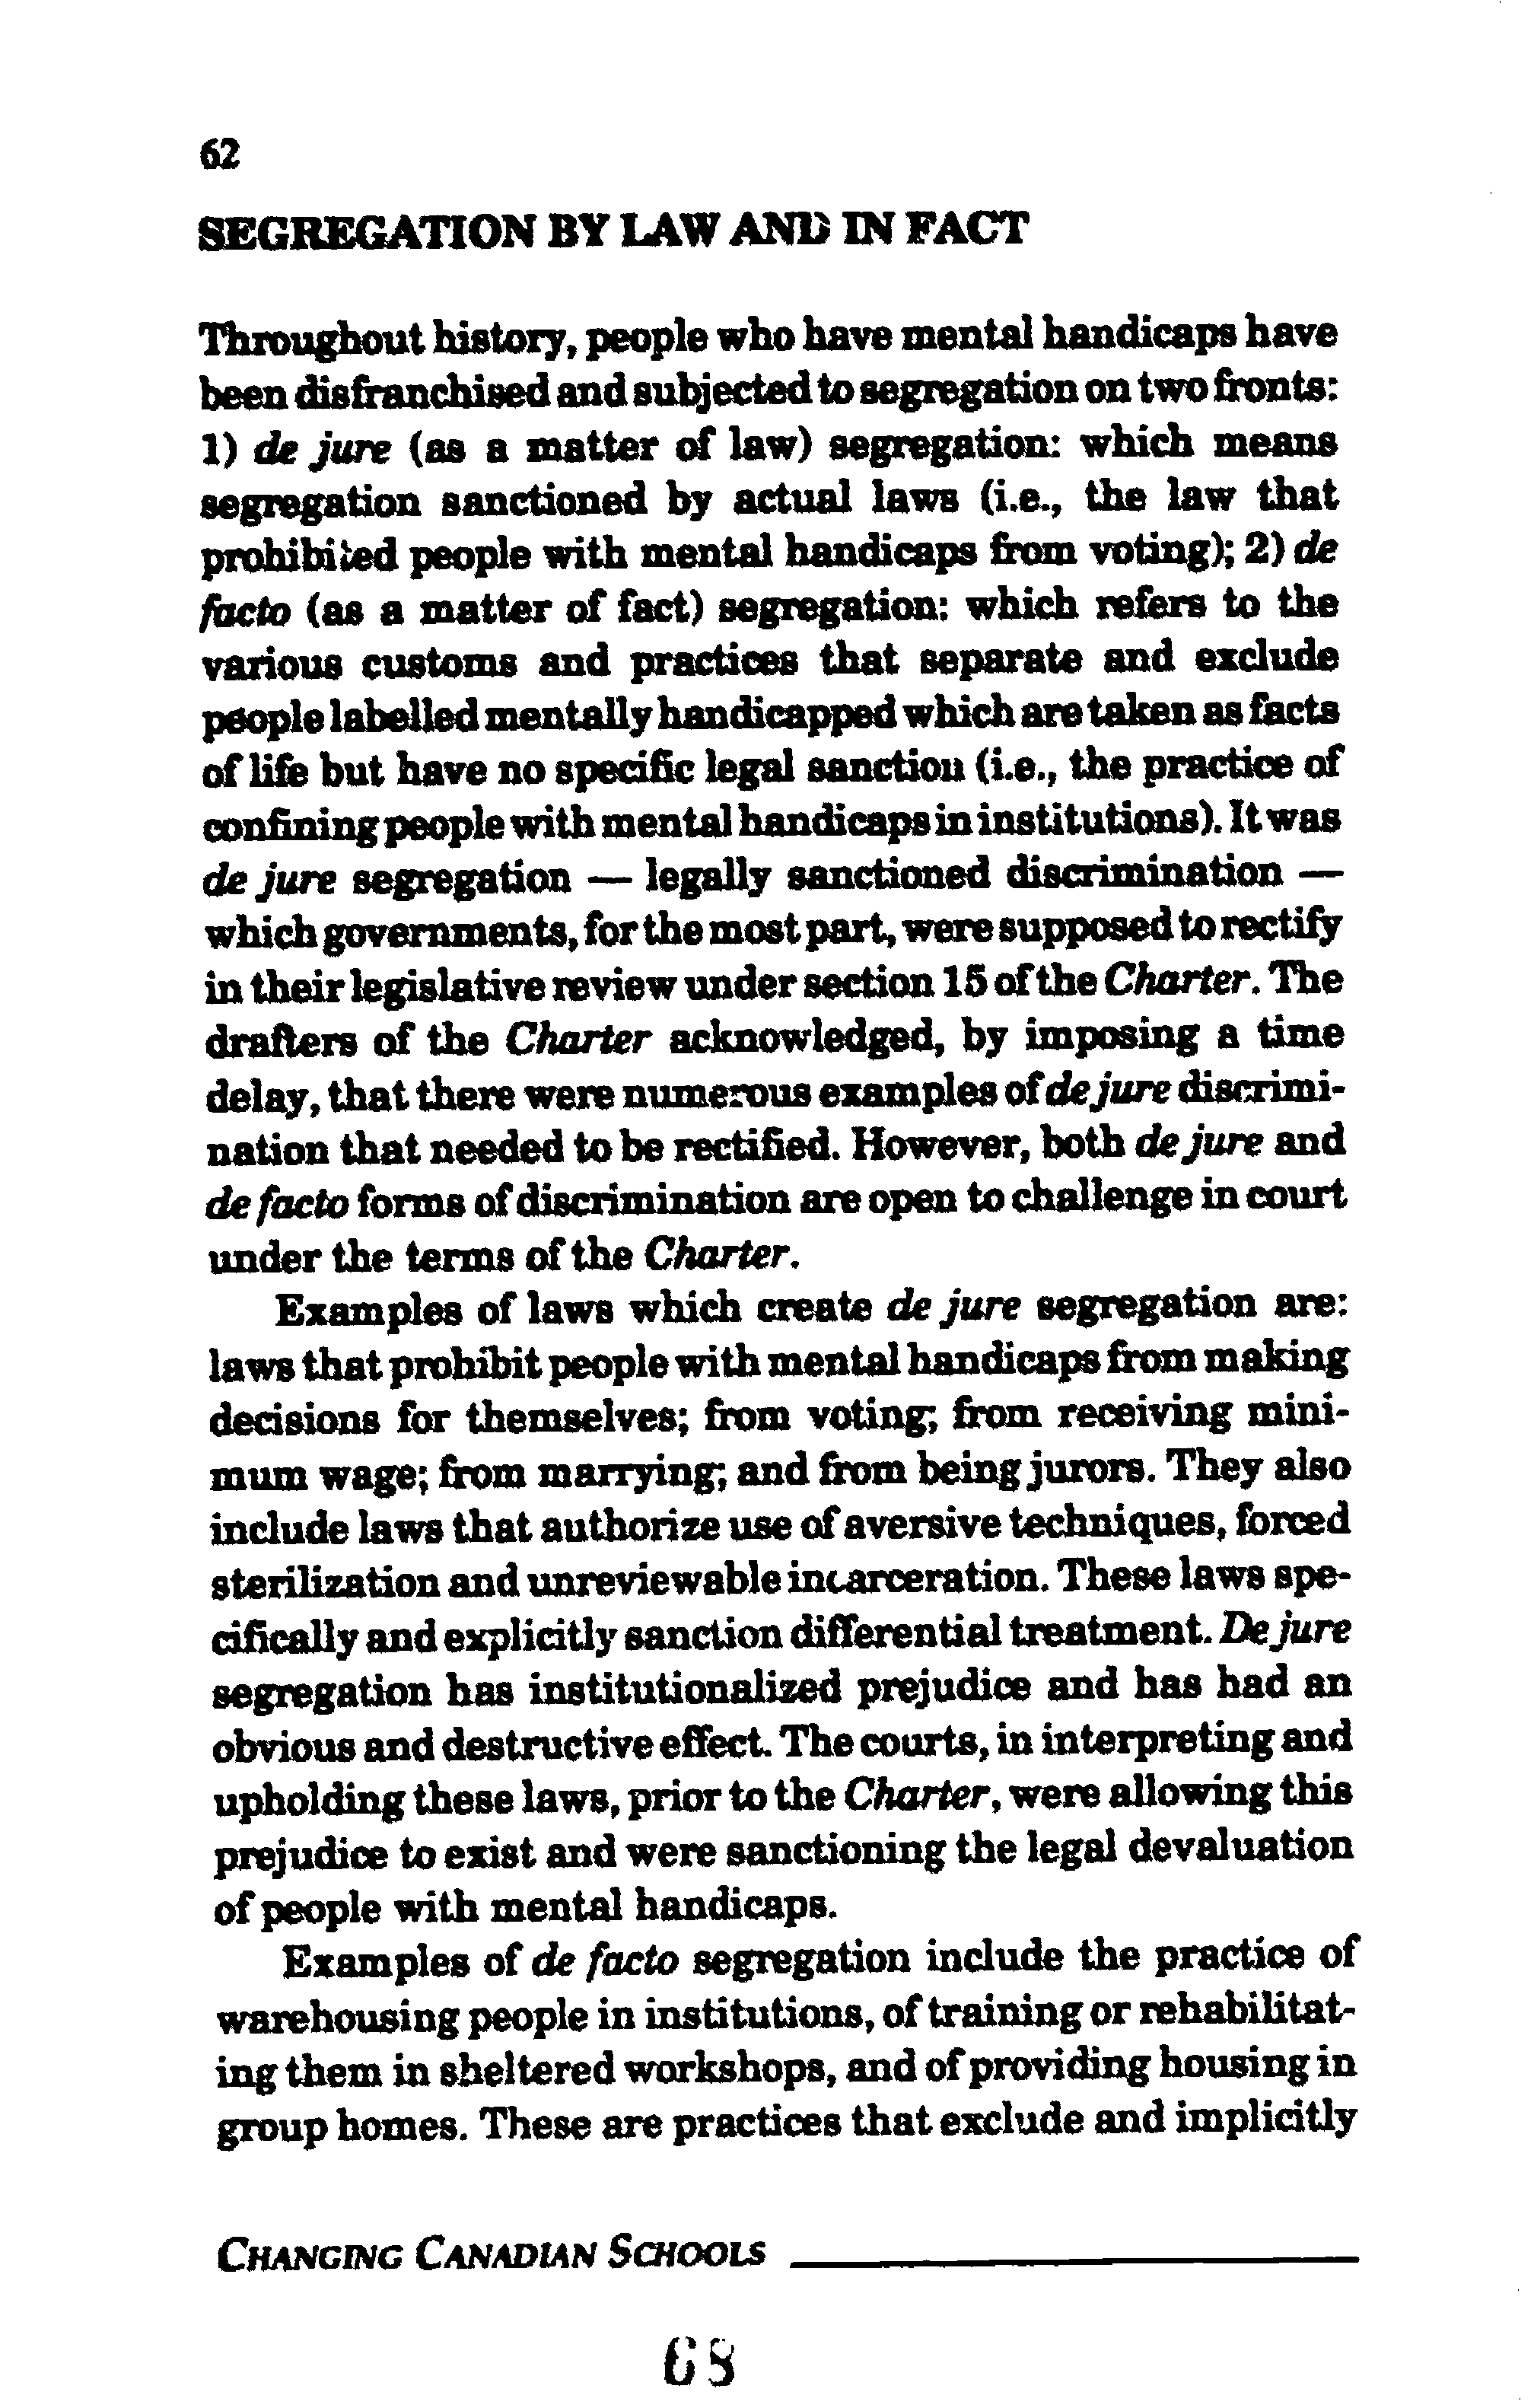 62
SEGREGATION BY LAW AND IN FACT
Throughout history, people who have mental handicaps have
been disfranchised and subjected to segregation on two fronts:
1) de jure (as a matter of law) segregation: which means
segregation sanctioned by actual laws (i.e., the law that
prohibited people with mental handicaps from voting); 2) de
facto (as a matter of fact) segregation: which refers to the
various customs and practices that separate and exclude
people labelled mentally handicapped which are taken as facts
of life but have no specific legal sanction (i.e., the practice of
confining people with mental handicaps in institutions). It was
de jure segregation — legally sanctioned discrimination —
which governments, for the most part, were supposed to rectify
in their legislative review under section 15 of the Charter. The
drafters of the Charter acknowledged, by imposing a time
delay, that there were numerous examples of de jure discrimi-
nation that needed to be rectified. However, both de jure and
de facto forms of discrimination are open to challenge in court
under the terms of the Charter.
Examples of laws which create de jure segregation are:
laws that prohibit people with mental handicaps from making
decisions for themselves; from voting; from receiving mini-
mum wage; from marrying; and from being jurors. They also
include laws that authorize use of aversive techniques, forced
sterilization and unreviewable incarceration. These laws spe-
cifically and explicitly sanction differential treatment. De jure
segregation has institutionalized prejudice and has had an
obvious and destructive effect. The courts, in interpreting and
upholding these laws, prior to the Charter, were allowing this
prejudice to exist and were sanctioning the legal devaluation
of people with mental handicaps.
Examples of de facto segregation include the practice of
warehousing people in institutions, of training or rehabilitat-
ing them in sheltered workshops, and of providing housing in
group homes. These are practices that exclude and implicitly
CHANGING CANADIAN SCHOOLS
68